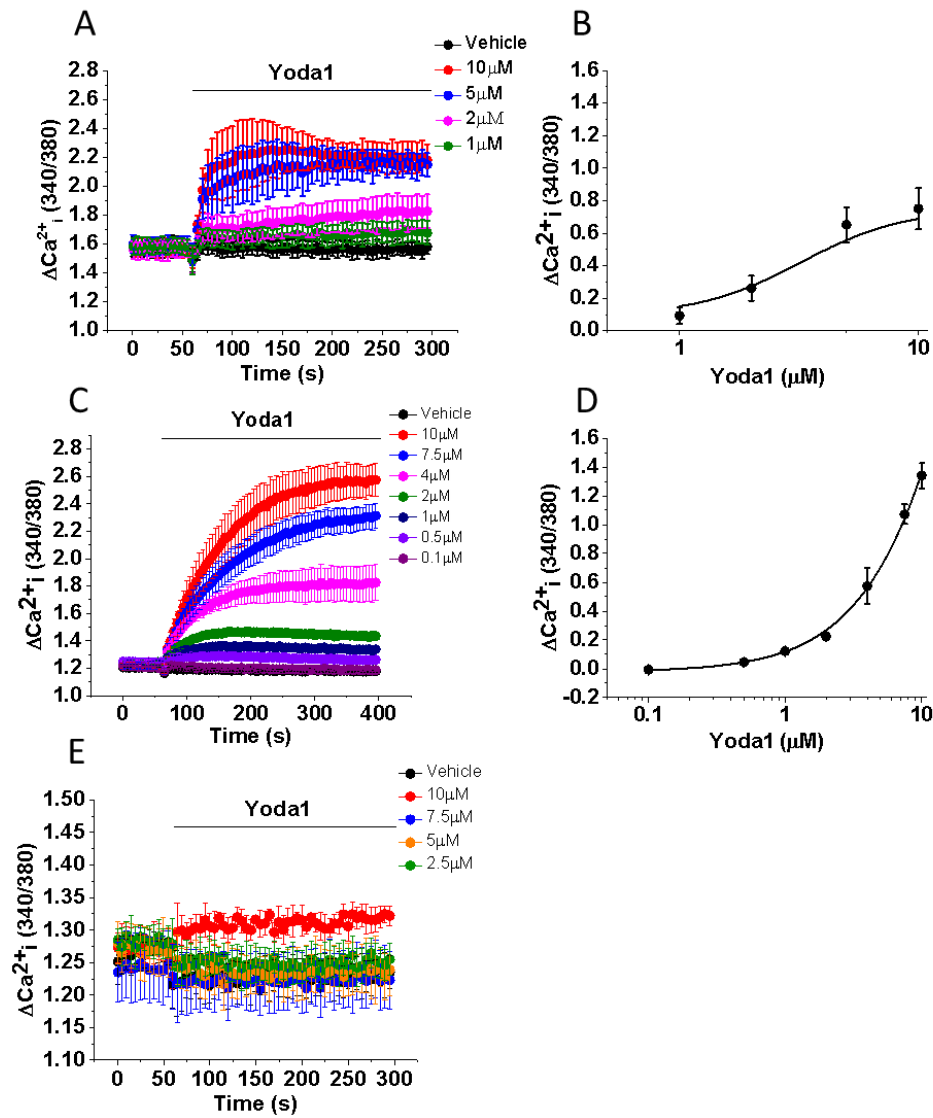 A
Yoda1
Vehicle
10μM
5μM
2μM
1μM
ΔCa²⁺i (340/380)
2.8
2.6
2.4
2.2
2.0
1.8
1.6
1.4
1.2
1.0
0 50 100 150 200 250 300
Time (s)
B
ΔCa2+i (340/380)
1.6
1.4
1.2
1.0
0.8
0.6
0.4
0.2
0.0
1 10
Yoda1 (μM)
C
Yoda1
Vehicle
10μM
7.5μM
4μM
2μM
1μM
0.5μM
0.1μM
ΔCa2+i (340/380)
2.8
2.6
2.4
2.2
2.0
1.8
1.6
1.4
1.2
1.0
0 100 200 300 400
Time (s)
D
ΔCa2+i (340/380)
1.6
1.4
1.2
1.0
0.8
0.6
0.4
0.2
0.0
-0.2
0.1 1 10
Yoda1 (μM)
E
Yoda1
Vehicle
10μM
7.5μM
5μM
2.5μM
ΔCa2+i (340/380)
1.50
1.45
1.40
1.35
1.30
1.25
1.20
1.15
1.10
0 50 100 150 200 250 300
Time (s)